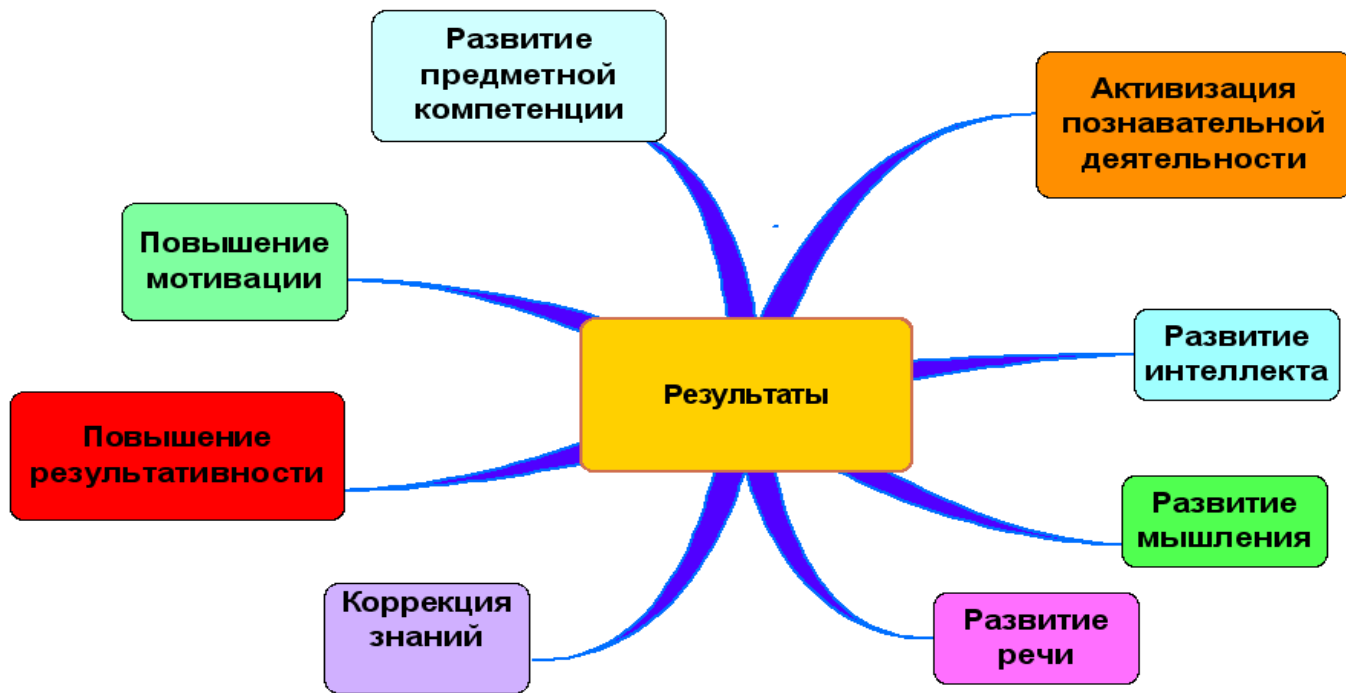 Развитие
предметной
компетенции
Активизация
познавательной
деятельности
Повышение
мотивации
Развитие
интеллекта
Результаты
Повышение
результативности
Развитие
мышления
Коррекция
знаний
Развитие
речи